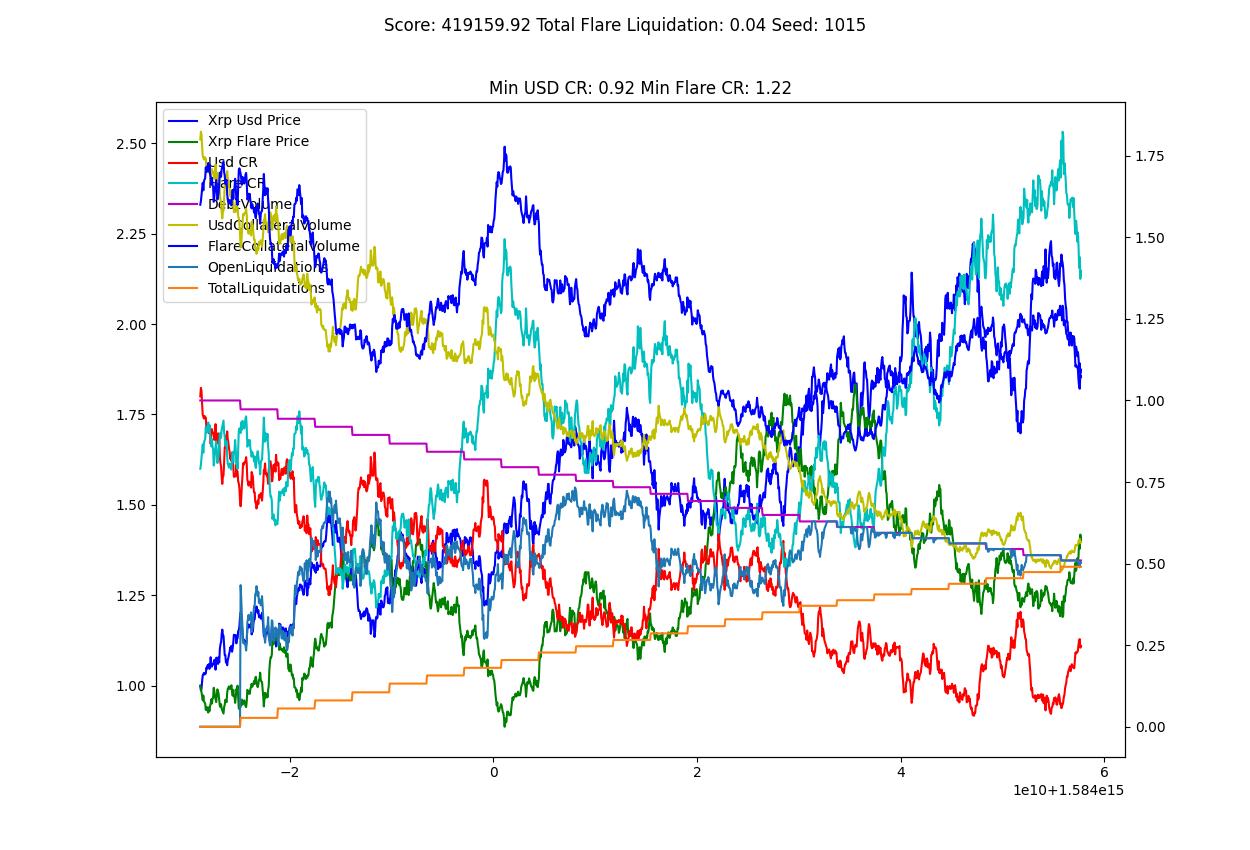 Score: 419159.92 Total Flare Liquidation: 0.04 Seed: 1015
Min USD CR: 0.92 Min Flare CR: 1.22
Xrp Usd Price
Xrp Flare Price
Usd CR
Flare CR
DebtVolume
UsdCollateralVolume
FlareCollateralVolume
OpenLiquidations
TotalLiquidations
2.50
2.25
2.00
1.75
1.50
1.25
1.00
1.75
1.50
1.25
1.00
0.75
0.50
0.25
0.00
−2
0
2
4
6
1e10+1.584e15